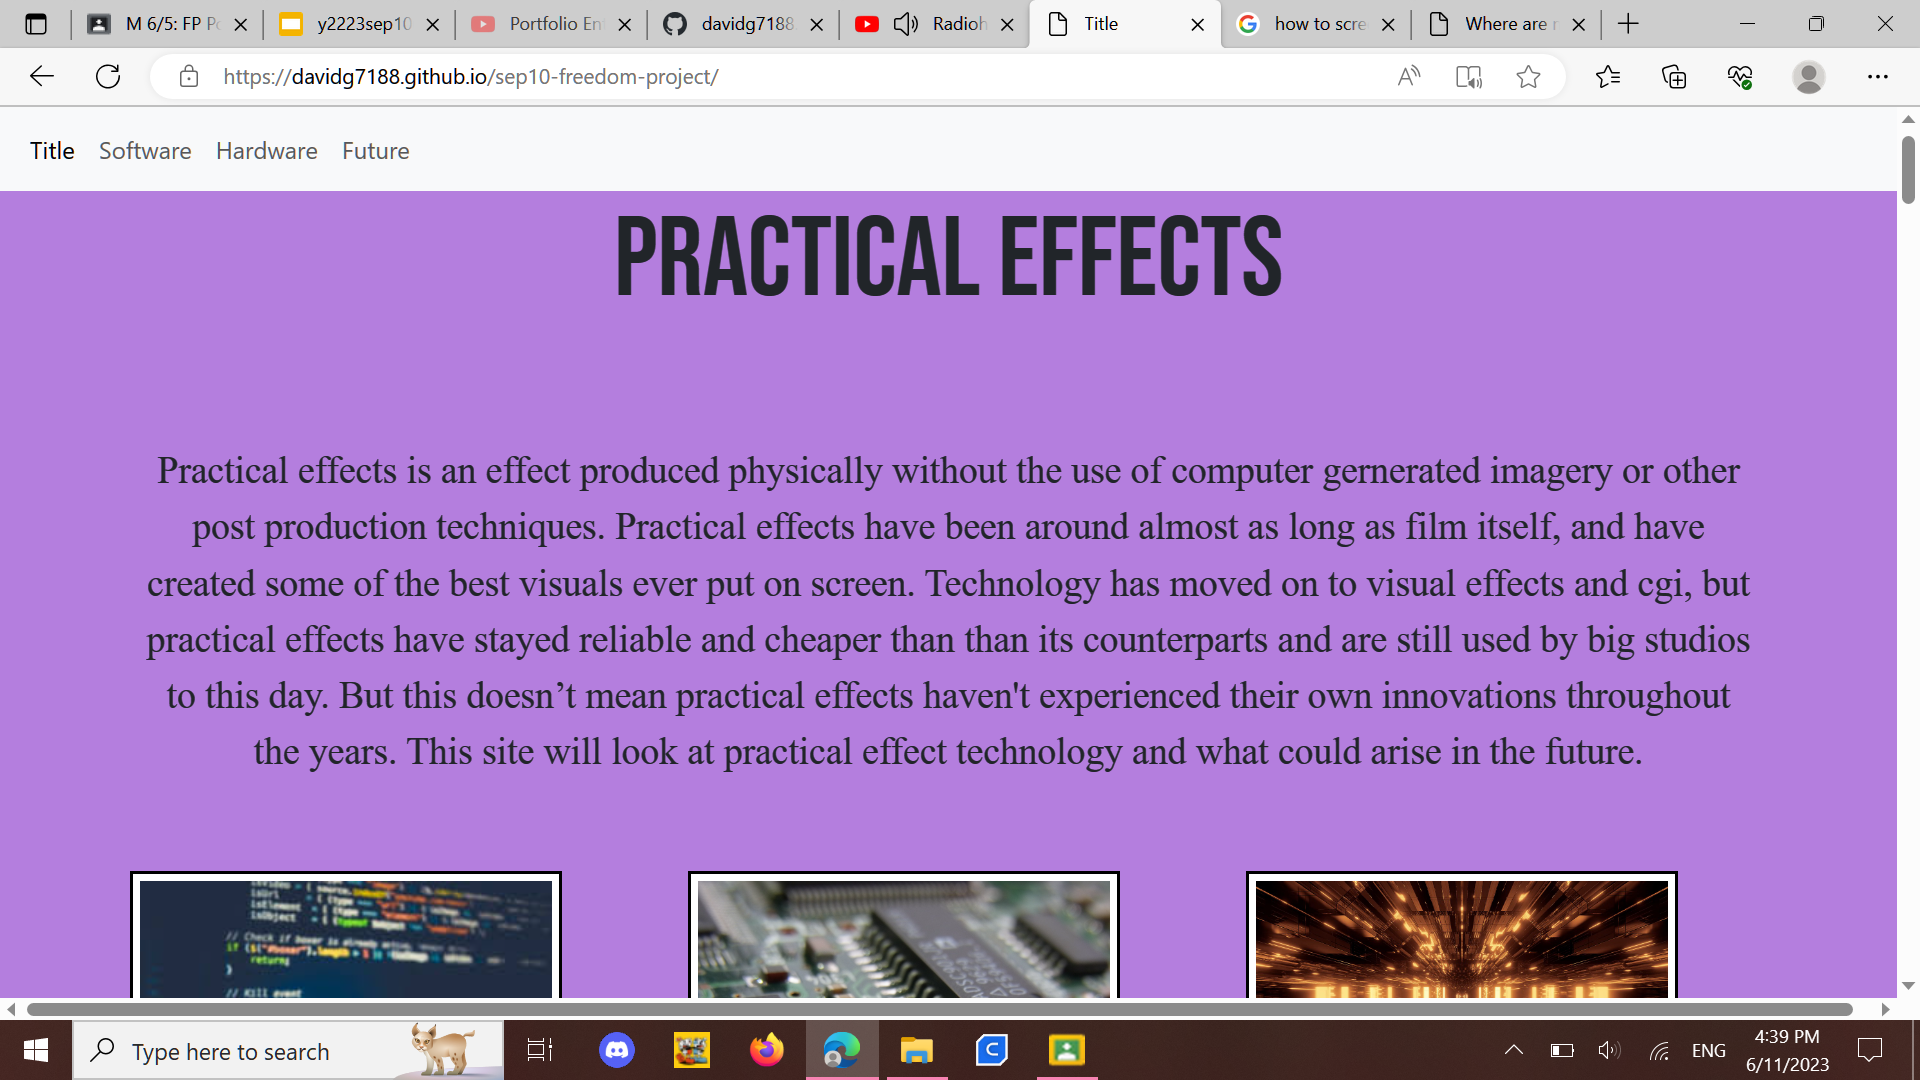 M 6/5: FP Po
y2223sep10
Portfolio Ent
davidg7188
Radioh
Title
how to scre
Where are
https://davidg7188.github.io/sep10-freedom-project/
Title Software Hardware Future
PRACTICAL EFFECTS
Practical effects is an effect produced physically without the use of computer gernerated imagery or other
post production techniques. Practical effects have been around almost as long as film itself, and have
created some of the best visuals ever put on screen. Technology has moved on to visual effects and cgi, but
practical effects have stayed reliable and cheaper than than its counterparts and are still used by big studios
to this day. But this doesn’t mean practical effects haven't experienced their own innovations throughout
the years. This site will look at practical effect technology and what could arise in the future.
// Check if
return;
}
// Kill event
Type here to search
ENG
4:39 PM
6/11/2023